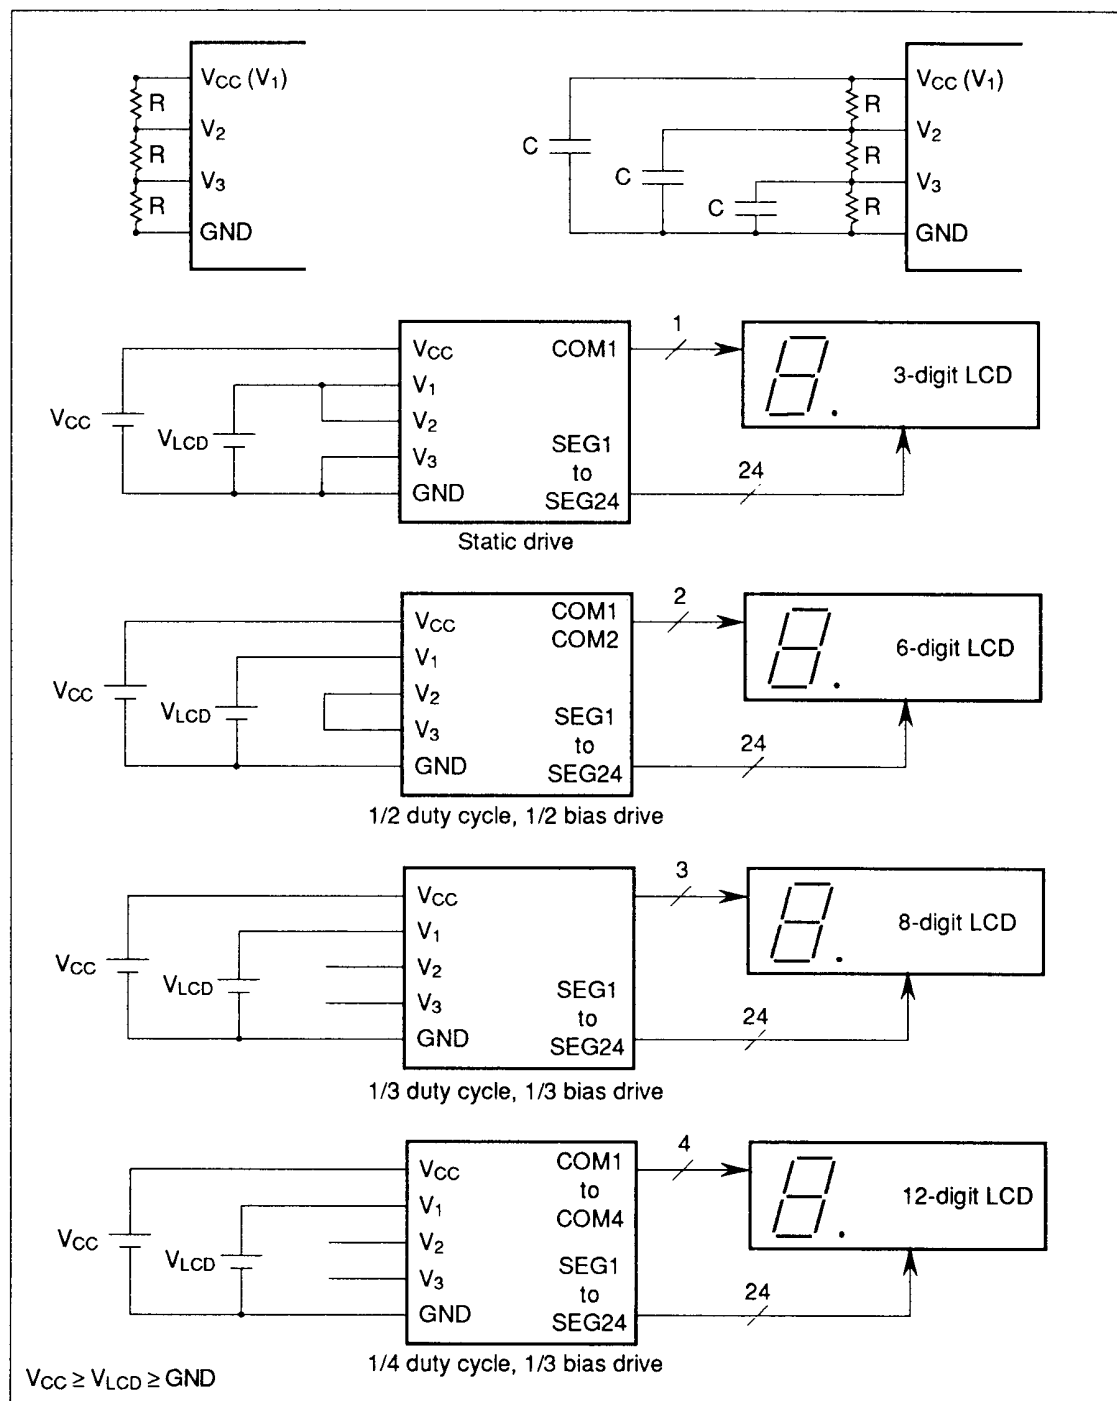 VCC (V1)
R
V2
R
V3
R
GND
VCC (V1)
R
C
V2
R
C
V3
C
R
GND
VCC
COM1
1
3-digit LCD
V1
VCC
VLCD
V2
V3
SEG1
to
SEG24
24
GND
Static drive
VCC
COM1
COM2
2
6-digit LCD
V1
VCC
VLCD
V2
V3
SEG1
to
SEG24
24
GND
1/2 duty cycle, 1/2 bias drive
VCC
3
8-digit LCD
V1
VCC
VLCD
V2
V3
SEG1
to
SEG24
24
GND
1/3 duty cycle, 1/3 bias drive
VCC
COM1
to
COM4
4
12-digit LCD
V1
VCC
VLCD
V2
V3
SEG1
to
SEG24
24
GND
1/4 duty cycle, 1/3 bias drive
VCC ≥ VLCD ≥ GND